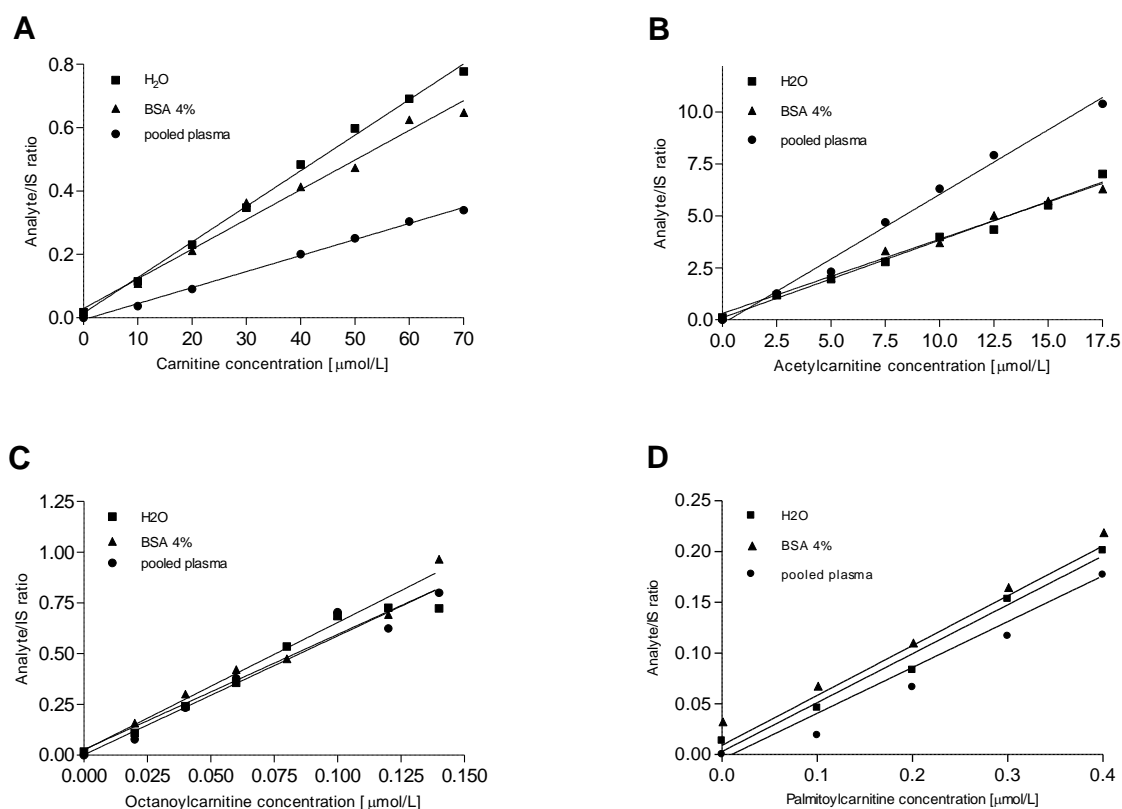 A
Analyte/IS ratio
0.8
0.6
0.4
0.2
0.0
H₂O
BSA 4%
pooled plasma
0 10 20 30 40 50 60 70
Carnitine concentration [μmol/L]
B
Analyte/IS ratio
10.0
7.5
5.0
2.5
0.0
H2O
BSA 4%
pooled plasma
0.0 2.5 5.0 7.5 10.0 12.5 15.0 17.5
Acetylcarnitine concentration [μmol/L]
C
Analyte/IS ratio
1.25
1.00
0.75
0.50
0.25
0.00
H2O
BSA 4%
pooled plasma
0.000 0.025 0.050 0.075 0.100 0.125 0.150
Octanoylcarnitine concentration [μmol/L]
D
Analyte/IS ratio
0.25
0.20
0.15
0.10
0.05
0.00
H2O
BSA 4%
pooled plasma
0.0 0.1 0.2 0.3 0.4
Palmitoylcarnitine concentration [μmol/L]